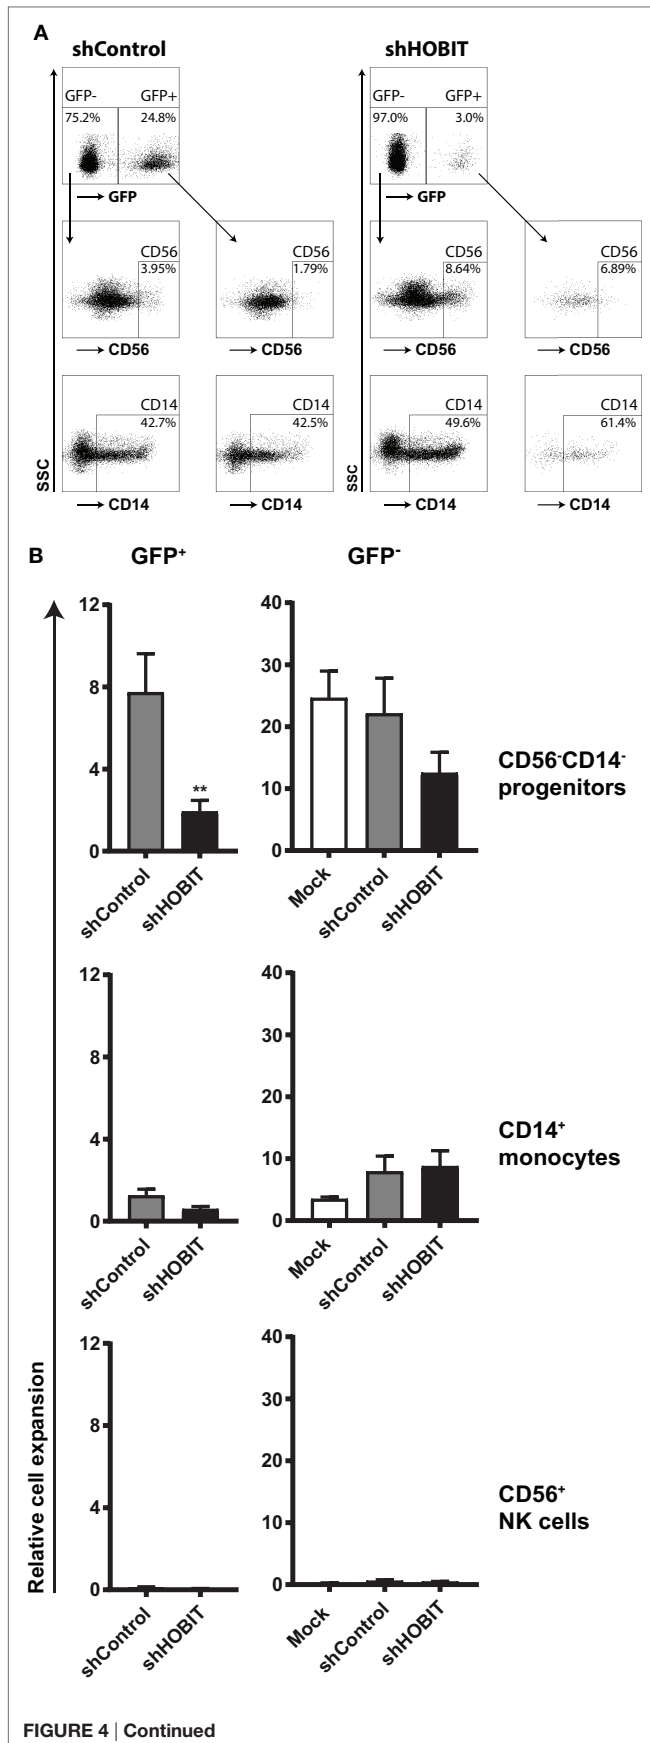 A
shControl
shHOBIT
GFP-
GFP+
75.2%
24.8%
GFP
GFP-
GFP+
97.0%
3.0%
GFP
CD56
3.95%
CD56
CD56
1.79%
CD56
CD56
8.64%
CD56
CD56
6.89%
CD56
SSC
CD14
42.7%
CD14
CD14
42.5%
CD14
SSC
CD14
49.6%
CD14
CD14
61.4%
CD14
B
GFP+
GFP-
12
8
4
0
**
shControl
shHOBIT
40
30
20
10
0
Mock
shControl
shHOBIT
CD56-CD14-
progenitors
12
8
4
0
shControl
shHOBIT
40
30
20
10
0
Mock
shControl
shHOBIT
CD14+
monocytes
Relative cell expansion
12
8
4
0
shControl
shHOBIT
40
30
20
10
0
Mock
shControl
shHOBIT
CD56+
NK cells
FIGURE 4 | Continued